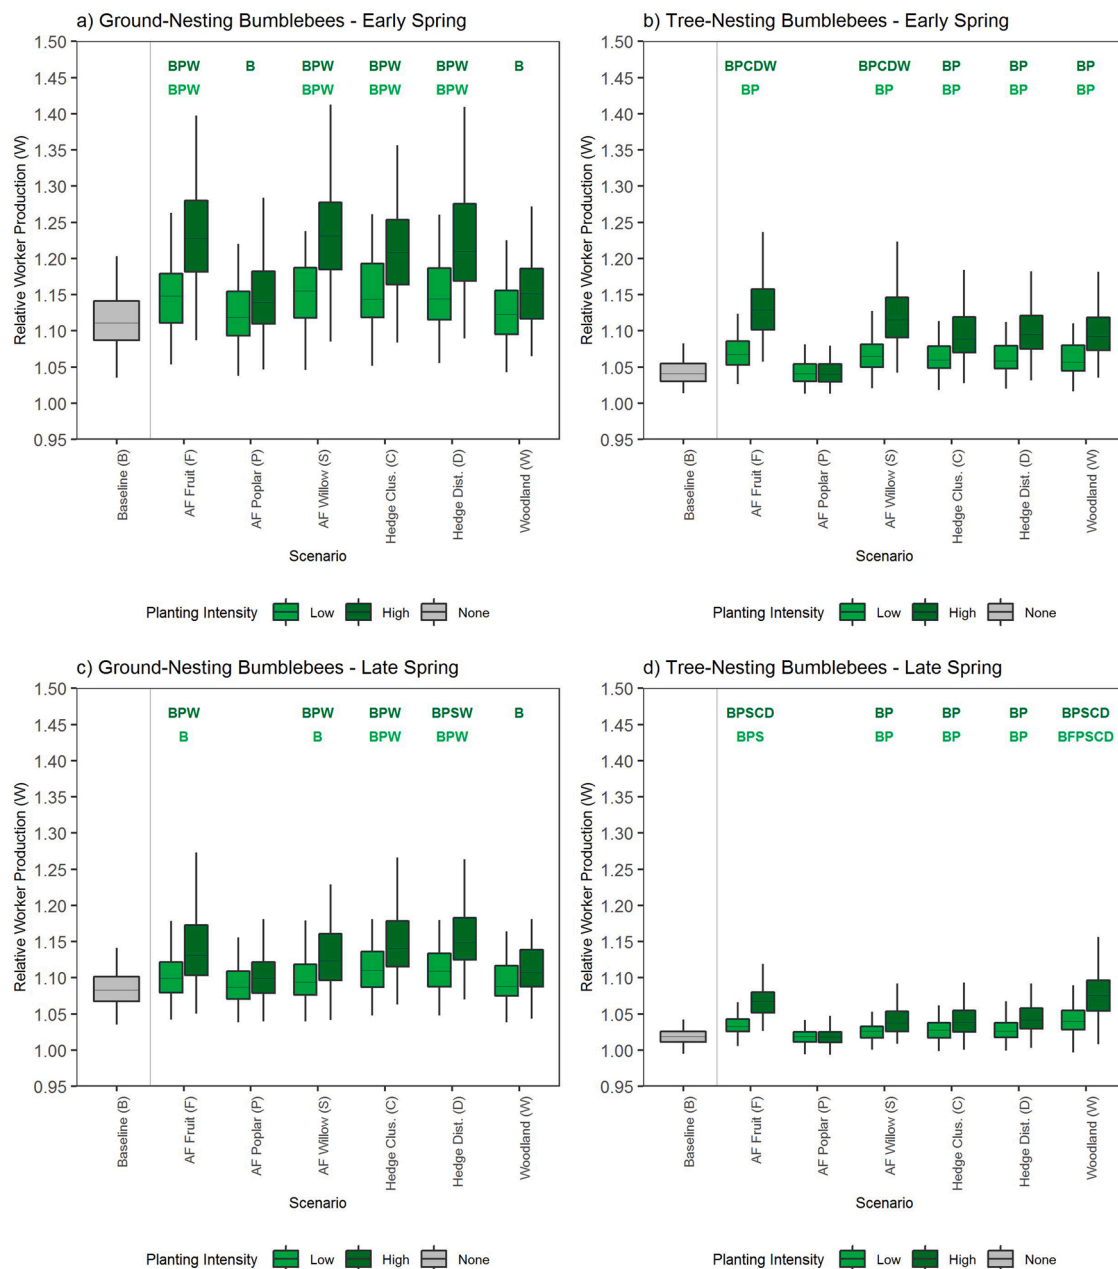 a) Ground-Nesting Bumblebees - Early Spring
Relative Worker Production (W)
1.50
1.45
1.40
1.35
1.30
1.25
1.20
1.15
1.10
1.05
1.00
0.95
BPW B BPW BPW BPW B
BPW BPW BPW BPW
Baseline (B)
AF Fruit (F)
AF Poplar (P)
AF Willow (S)
Hedge Clus. (C)
Hedge Dist. (D)
Woodland (W)
Scenario
Planting Intensity Low High None
b) Tree-Nesting Bumblebees - Early Spring
Relative Worker Production (W)
1.50
1.45
1.40
1.35
1.30
1.25
1.20
1.15
1.10
1.05
1.00
0.95
BPCDW BPCDW BP BP BP
BP BP BP BP BP
Baseline (B)
AF Fruit (F)
AF Poplar (P)
AF Willow (S)
Hedge Clus. (C)
Hedge Dist. (D)
Woodland (W)
Scenario
Planting Intensity Low High None
c) Ground-Nesting Bumblebees - Late Spring
Relative Worker Production (W)
1.50
1.45
1.40
1.35
1.30
1.25
1.20
1.15
1.10
1.05
1.00
0.95
BPW BPW BPW BPSW B
B B BPW BPW
Baseline (B)
AF Fruit (F)
AF Poplar (P)
AF Willow (S)
Hedge Clus. (C)
Hedge Dist. (D)
Woodland (W)
Scenario
Planting Intensity Low High None
d) Tree-Nesting Bumblebees - Late Spring
Relative Worker Production (W)
1.50
1.45
1.40
1.35
1.30
1.25
1.20
1.15
1.10
1.05
1.00
0.95
BPSCD BP BP BP BPSCD
BPS BP BP BP BFPSCD
Baseline (B)
AF Fruit (F)
AF Poplar (P)
AF Willow (S)
Hedge Clus. (C)
Hedge Dist. (D)
Woodland (W)
Scenario
Planting Intensity Low High None